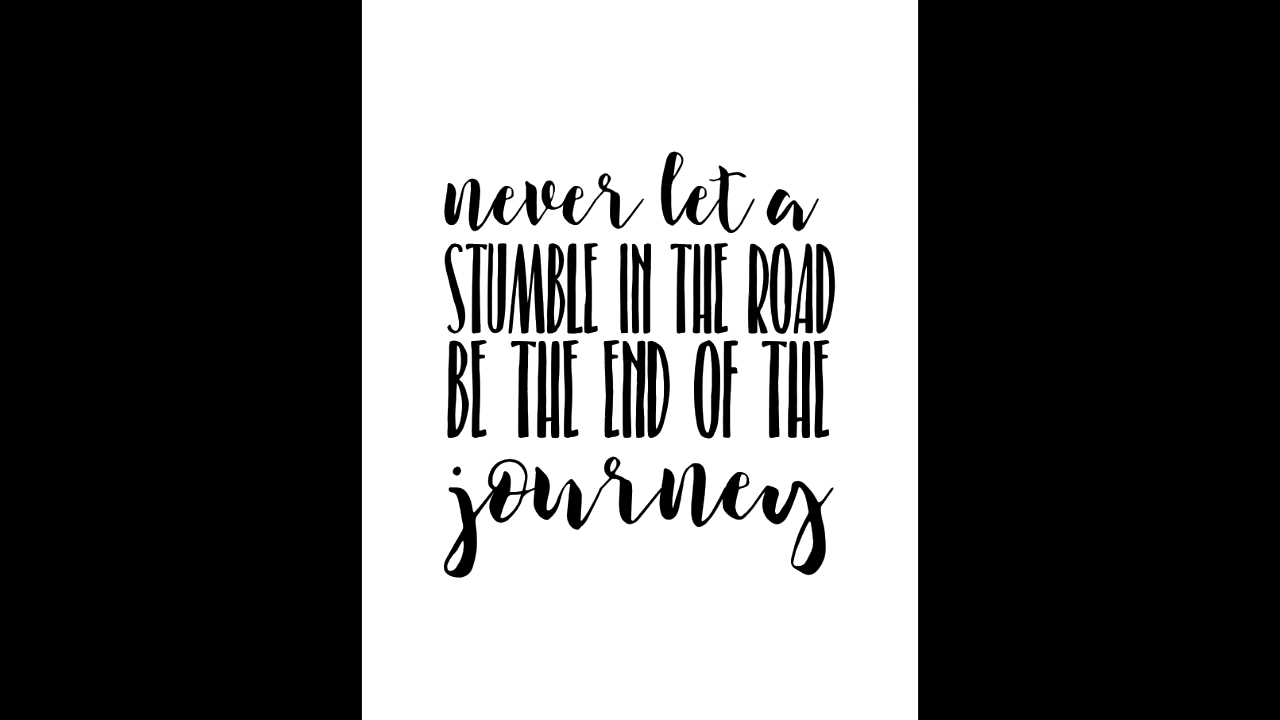 never let a
STUMBLE IN THE ROAD
BE THE END OF THE
journey